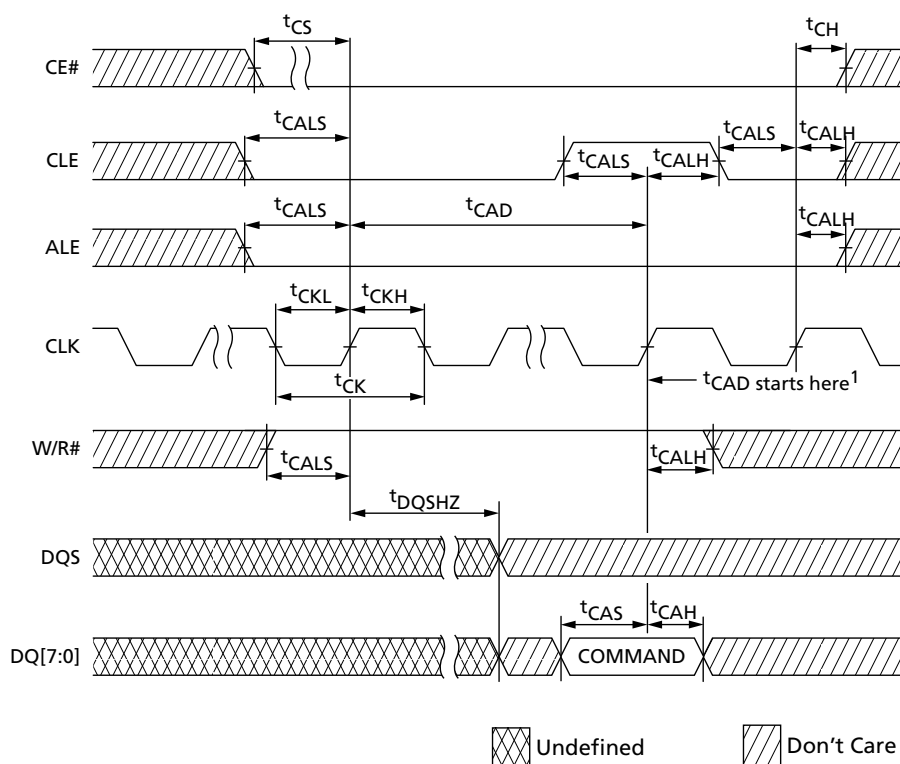 tCS
tCH
CE#
tCALS
tCALS
tCALH
CLE
tCALS
tCALH
tCALS
tCAD
tCALH
ALE
tCKL
tCKH
CLK
tCK
tCAD starts here1
W/R#
tCALS
tCALH
tDQSHZ
DQS
tCAS
tCAH
DQ[7:0]
COMMAND
Undefined
Don't Care